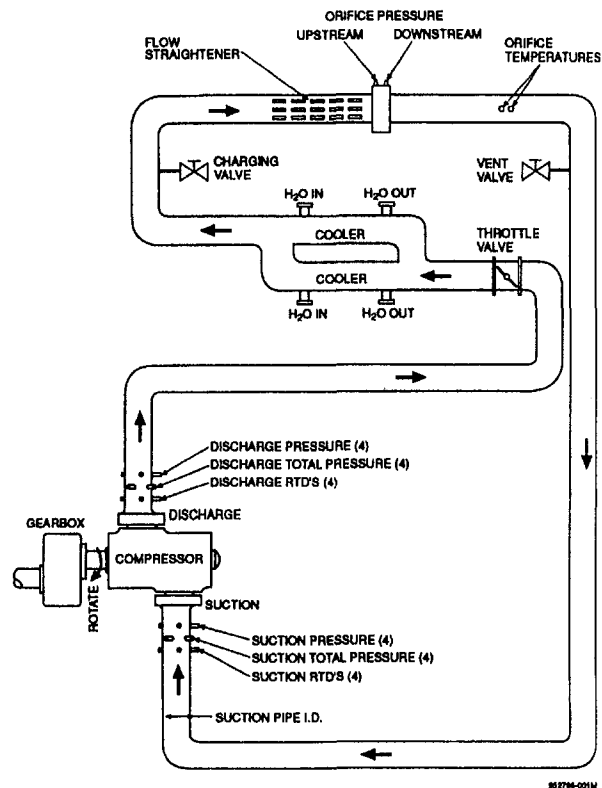 ORIFICE PRESSURE
UPSTREAM DOWNSTREAM
FLOW
STRAIGHTENER
ORIFICE
TEMPERATURES
CHARGING
VALVE
VENT
VALVE
H₂O IN
H₂O OUT
COOLER
THROTTLE
VALVE
COOLER
H₂O IN
H₂O OUT
DISCHARGE PRESSURE (4)
DISCHARGE TOTAL PRESSURE (4)
DISCHARGE RTD'S (4)
DISCHARGE
GEARBOX
COMPRESSOR
ROTATE
SUCTION
SUCTION PRESSURE (4)
SUCTION TOTAL PRESSURE (4)
SUCTION RTD'S (4)
SUCTION PIPE I.D.